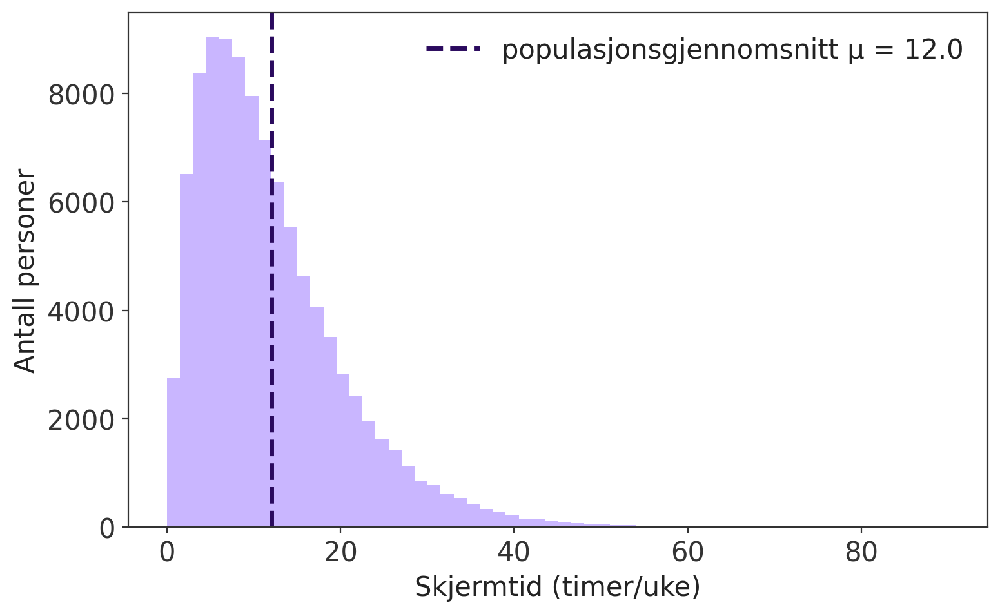 populasjonsgjennomsnitt μ = 12.0
Antall personer
8000
6000
4000
2000
0
0 20 40 60 80
Skjermtid (timer/uke)